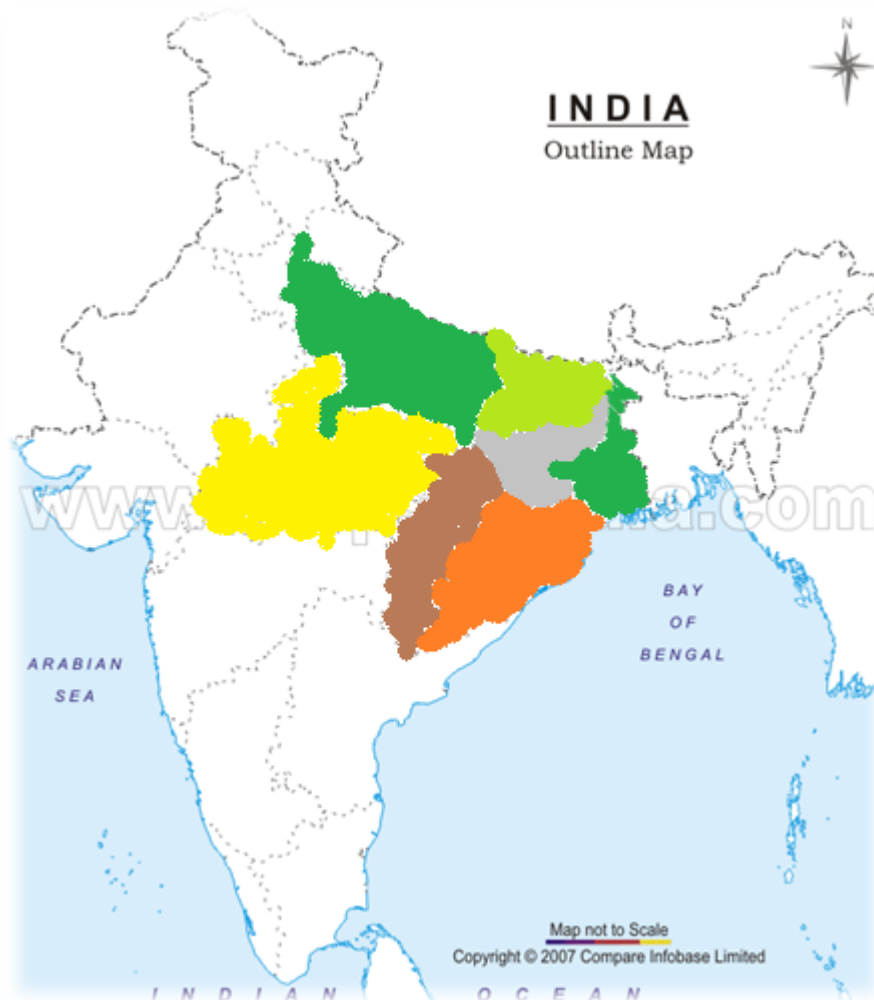 N
INDIA
Outline Map
BAY
OF
BENGAL
ARABIAN
SEA
Map not to Scale
Copyright © 2007 Compare Infobase Limited
INDIAN OCEAN